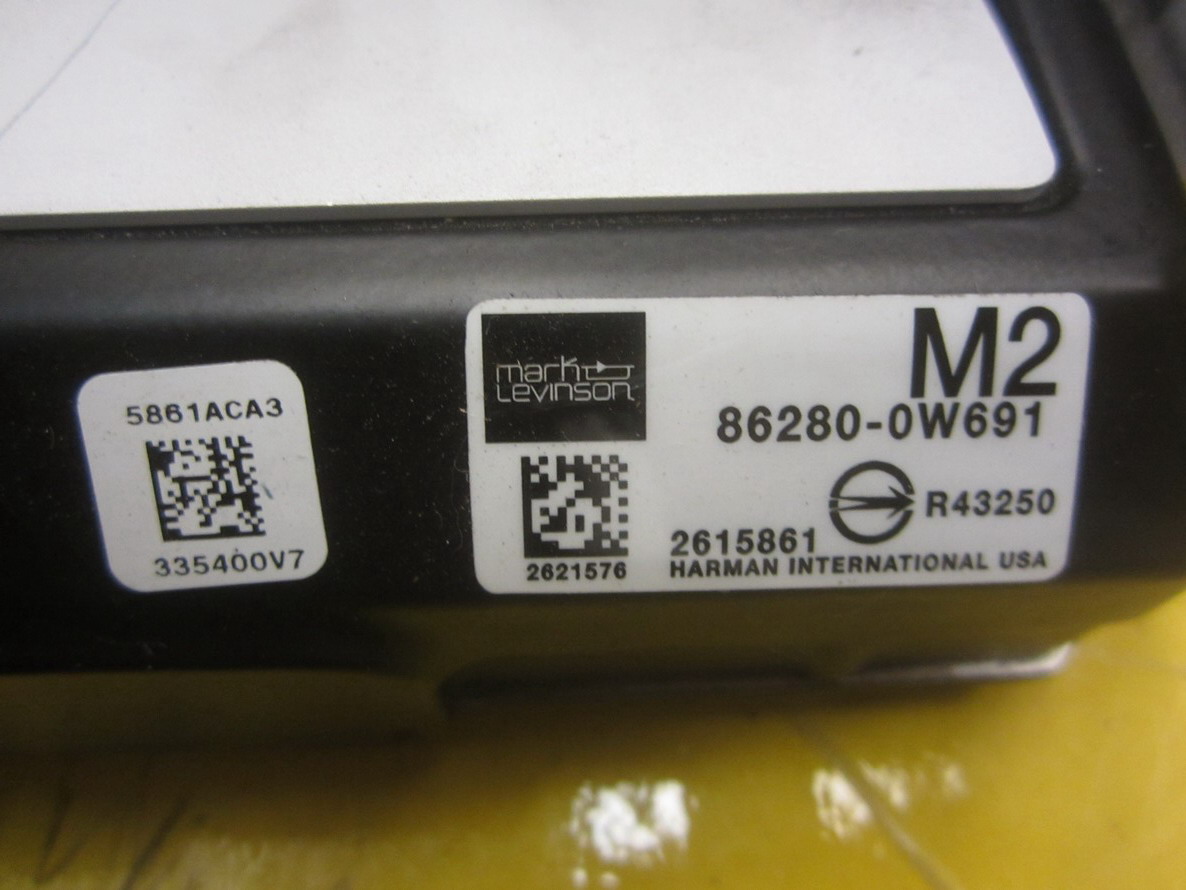 5861ACA3
335400V7
mark
Levinson
M2
86280-0W691
R43250
2615861
2621576
HARMAN INTERNATIONAL USA